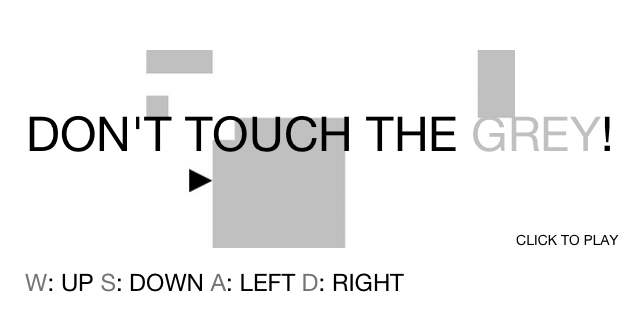 DON'T TOUCH THE GREY!
CLICK TO PLAY
W: UP S: DOWN A: LEFT D: RIGHT